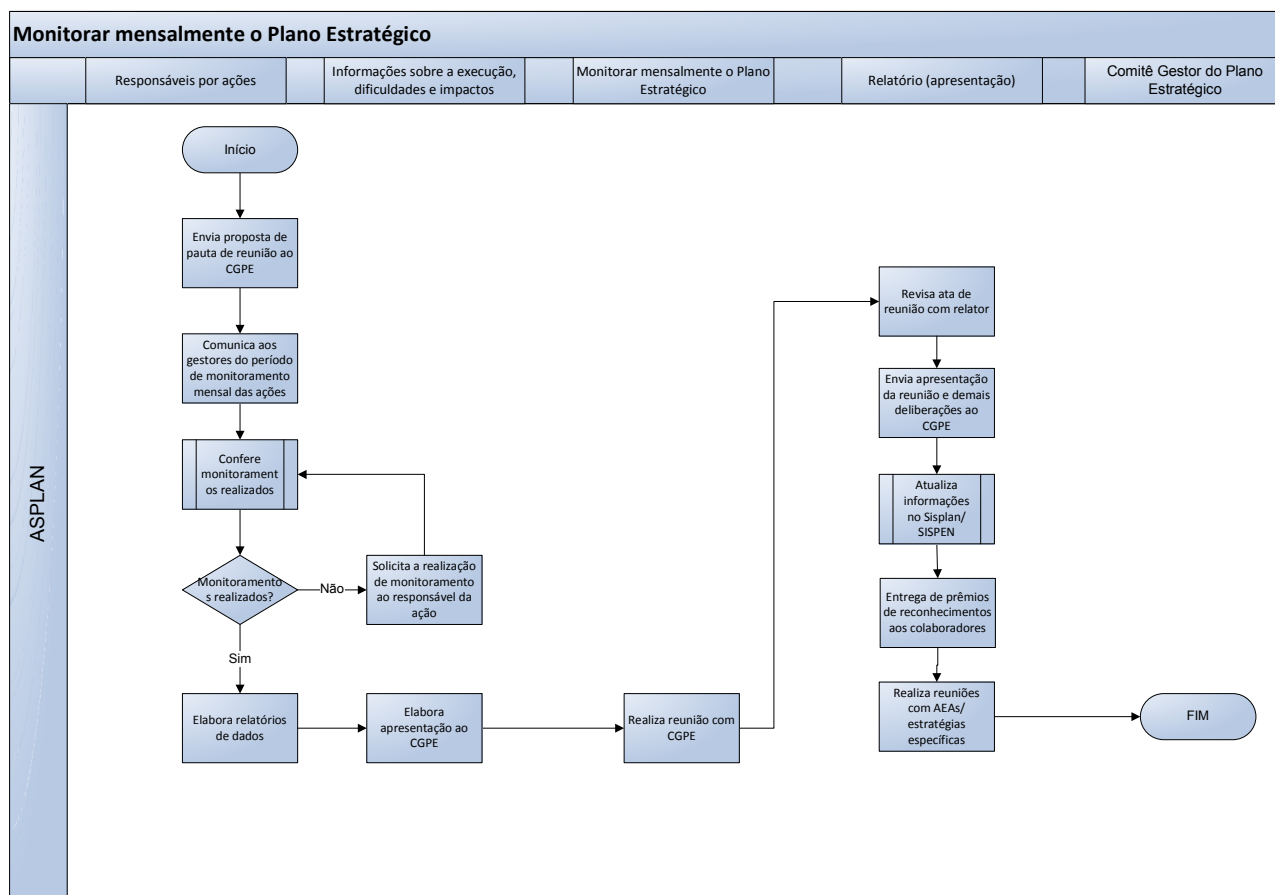 Monitorar mensalmente o Plano Estratégico
Responsáveis por ações
Informações sobre a execução,
dificuldades e impactos
Monitorar mensalmente o Plano
Estratégico
Relatório (apresentação)
Comitê Gestor do Plano
Estratégico
ASPLAN
Início
Envia proposta de
pauta de reunião ao
CGPE
Comunica aos
gestores do período
de monitoramento
mensal das ações
Confere
monitorament
os realizados
Monitoramento
s realizados?
Não
Solicita a realização
de monitoramento
ao responsável da
ação
Sim
Elabora relatórios
de dados
Elabora
apresentação ao
CGPE
Realiza reunião com
CGPE
Revisa ata de
reunião com relator
Envia apresentação
da reunião e demais
deliberações ao
CGPE
Atualiza
informações
no Sisplan/
SISPEN
Entrega de prêmios
de reconhecimentos
aos colaboradores
Realiza reuniões
com AEAs/
estratégias
específicas
FIM